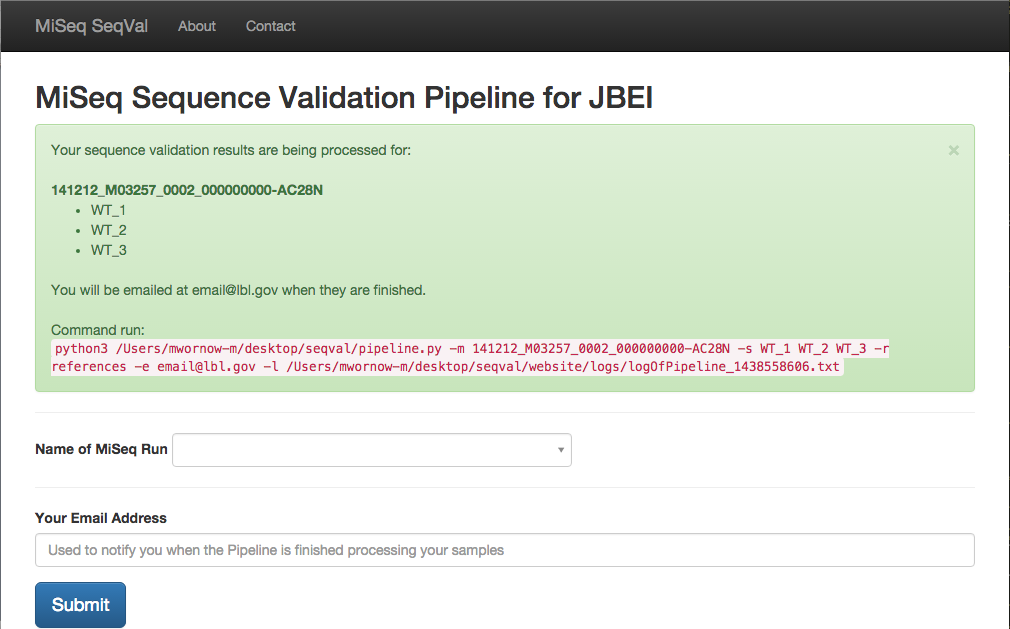 MiSeq SeqVal About Contact
MiSeq Sequence Validation Pipeline for JBEI
Your sequence validation results are being processed for: ×
141212_M03257_0002_000000000-AC28N
• WT_1
• WT_2
• WT_3
You will be emailed at email@lbl.gov when they are finished.
Command run:
python3 /Users/mwornow-m/desktop/seqval/pipeline.py -m 141212_M03257_0002_000000000-AC28N -s WT_1 WT_2 WT_3 -r
references -e email@lbl.gov -l /Users/mwornow-m/desktop/seqval/website/logs/logOfPipeline_1438558606.txt
Name of MiSeq Run
Your Email Address
Used to notify you when the Pipeline is finished processing your samples
Submit